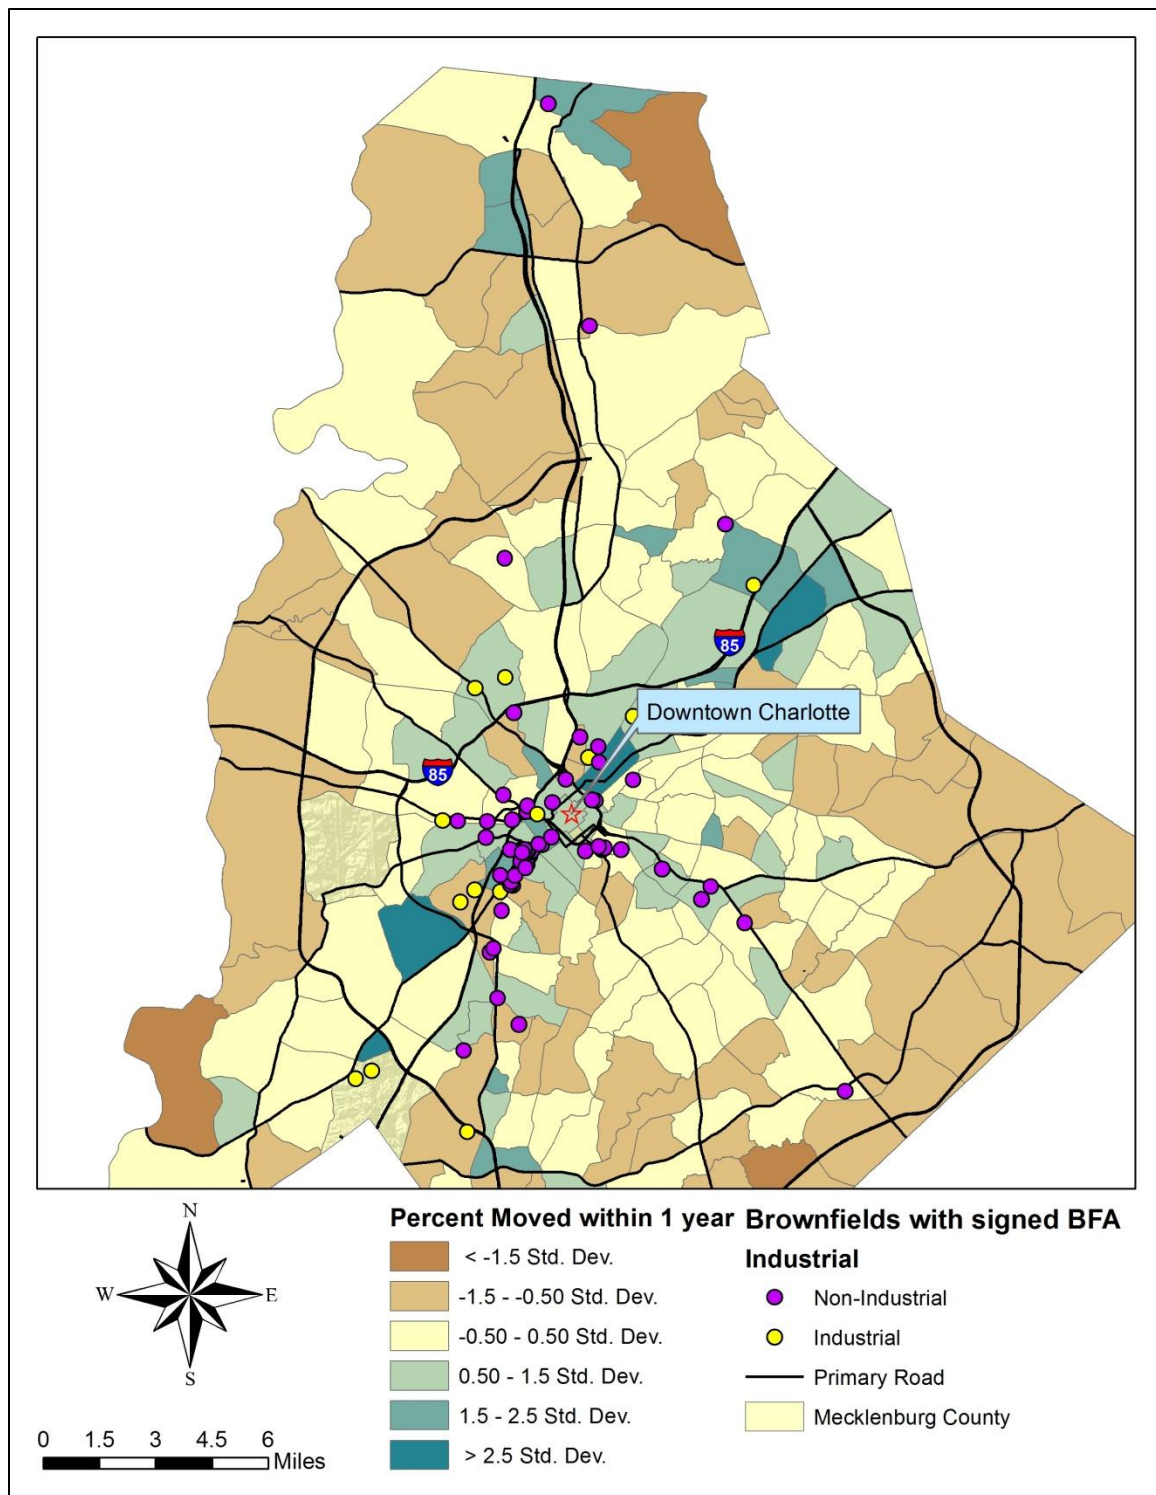 85
Downtown Charlotte
85
N
W E
S
0 1.5 3 4.5 6
Miles
Percent Moved within 1 year
< -1.5 Std. Dev.
-1.5 - -0.50 Std. Dev.
-0.50 - 0.50 Std. Dev.
0.50 - 1.5 Std. Dev.
1.5 - 2.5 Std. Dev.
> 2.5 Std. Dev.
Brownfields with signed BFA
Industrial
Non-Industrial
Industrial
Primary Road
Mecklenburg County